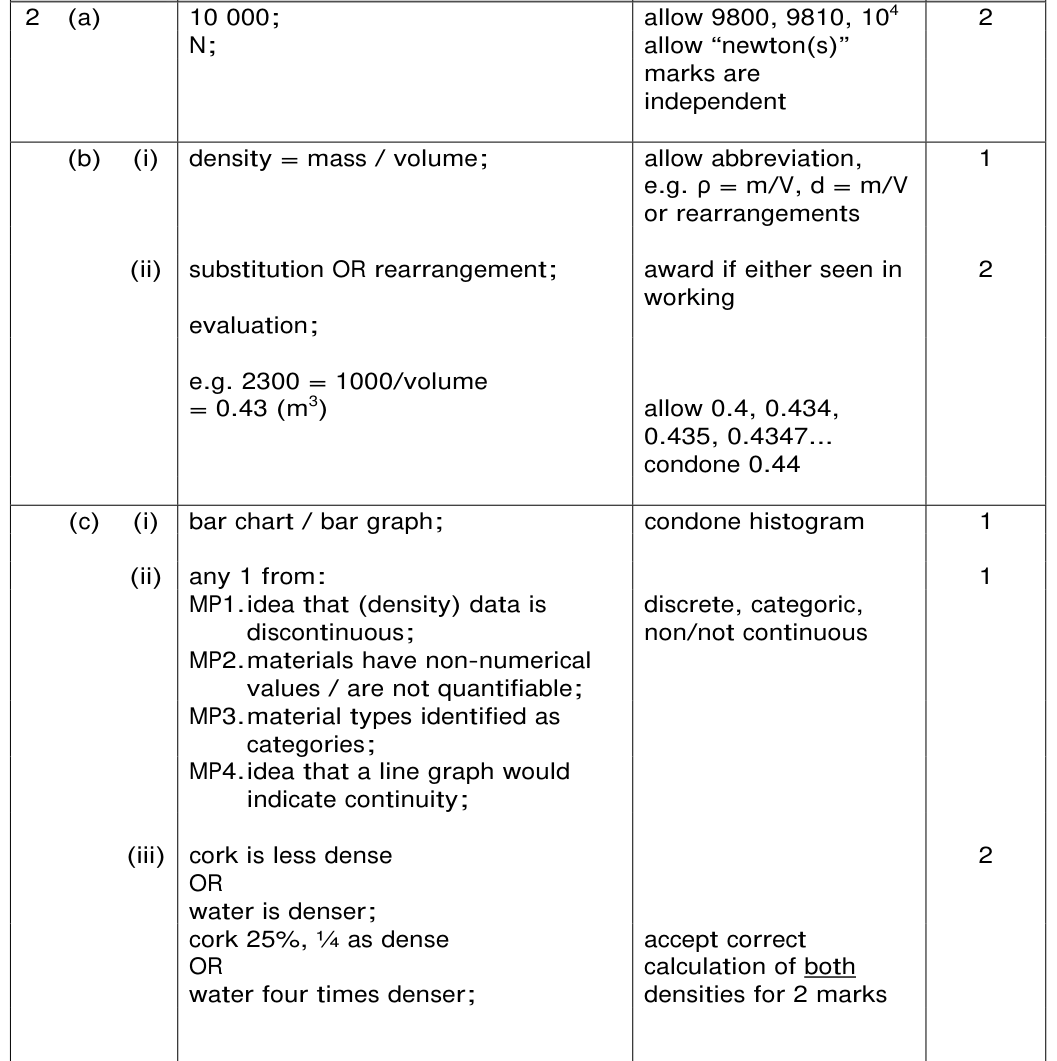 2 (a) 10 000; allow 9800, 9810, 10⁴ 2
N; allow “newton(s)”
marks are
independent
(b) (i) density = mass / volume; allow abbreviation, 1
e.g. ρ = m/V, d = m/V
or rearrangements
(ii) substitution OR rearrangement; award if either seen in 2
working
evaluation;
e.g. 2300 = 1000/volume
= 0.43 (m³) allow 0.4, 0.434,
0.435, 0.4347...
condone 0.44
(c) (i) bar chart / bar graph; condone histogram 1
(ii) any 1 from: 1
MP1. idea that (density) data is discrete, categoric,
discontinuous; non/not continuous
MP2. materials have non-numerical
values / are not quantifiable;
MP3. material types identified as
categories;
MP4. idea that a line graph would
indicate continuity;
(iii) cork is less dense 2
OR
water is denser;
cork 25%, ¼ as dense accept correct
OR calculation of both
water four times denser; densities for 2 marks